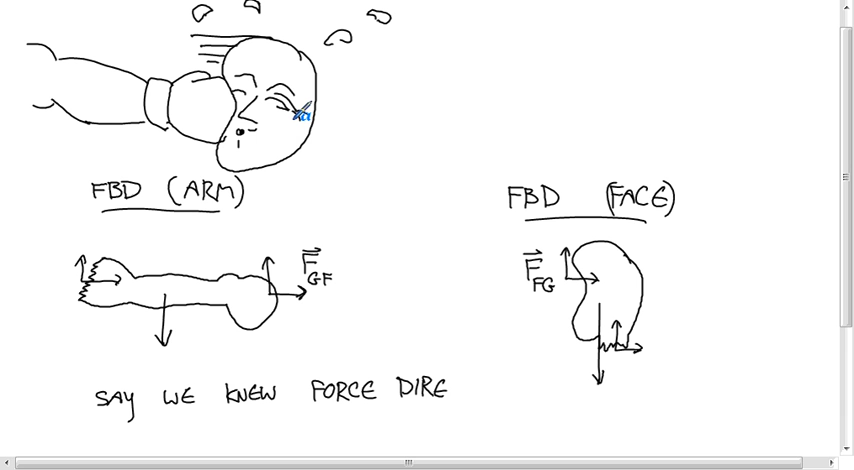 FBD (ARM)
FBD (FACE)
F GF
F FG
SAY WE KNEW FORCE DIRE